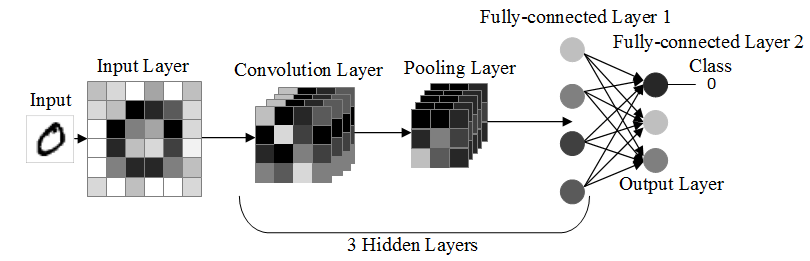 Fully-connected Layer 1
Fully-connected Layer 2
Input Layer
Convolution Layer
Pooling Layer
Class
0
Input
Output Layer
3 Hidden Layers